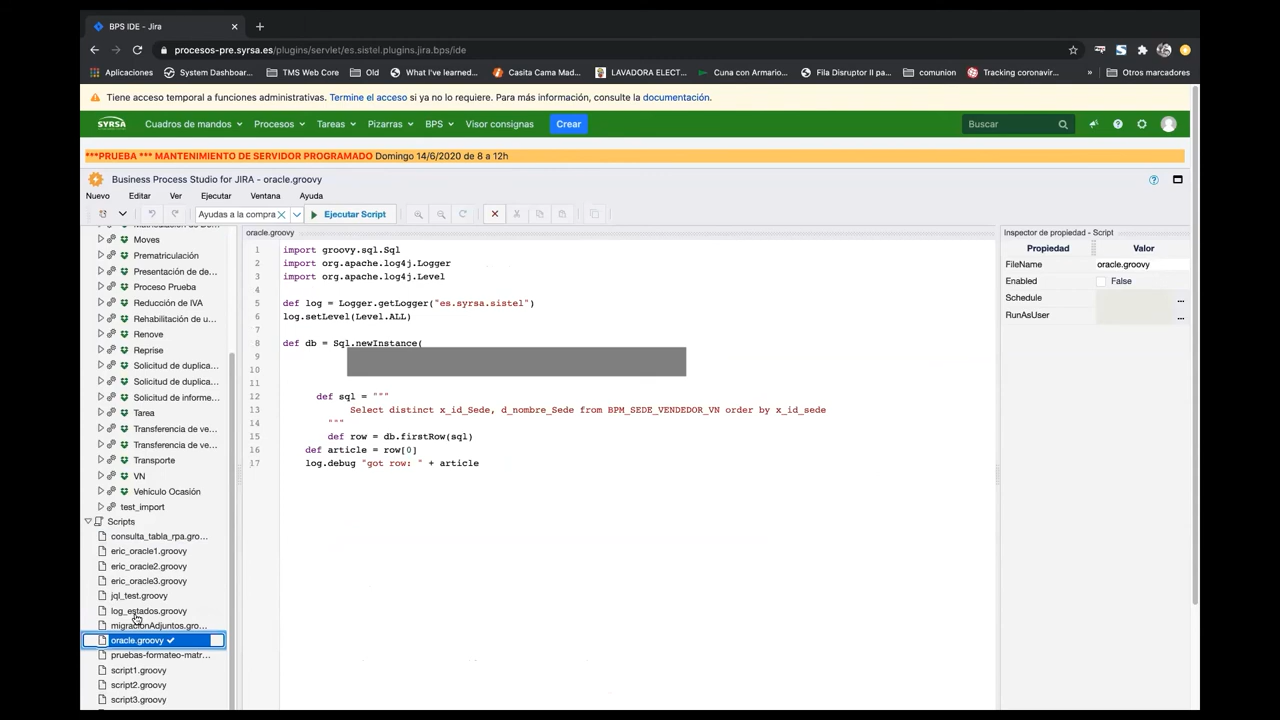 BPS IDE - Jira
procesos-pre.syrsa.es/plugins/servlet/es.sistel.plugins.jira.bps/ide
Aplicaciones System Dashboar... TMS Web Core Old What I've learned... Casita Cama Mad... LAVADORA ELECT... Cuna con Armario... Fila Disruptor II pa... comunion Tracking coronavir... » Otros marcadores
Tiene acceso temporal a funciones administrativas. Termine el acceso si ya no lo requiere. Para más información, consulte la documentación.
SYRSA Cuadros de mandos Procesos Tareas Pizarras BPS Visor consignas Crear Buscar
***PRUEBA *** MANTENIMIENTO DE SERVIDOR PROGRAMADO Domingo 14/6/2020 de 8 a 12h
Business Process Studio for JIRA - oracle.groovy
Nuevo Editar Ver Ejecutar Ventana Ayuda
Ayudas a la compra Ejecutar Script
Moves
Prematriculación
Presentación de de...
Proceso Prueba
Reducción de IVA
Rehabilitación de u...
Renove
Reprise
Solicitud de duplica...
Solicitud de duplica...
Solicitud de informe...
Tarea
Transferencia de ve...
Transferencia de ve...
Transporte
VN
Vehículo Ocasión
test_import
Scripts
consulta_tabla_rpa.gro...
eric_oracle1.groovy
eric_oracle2.groovy
eric_oracle3.groovy
jql_test.groovy
log_estados.groovy
migracionAdjuntos.gro...
oracle.groovy
pruebas-formateo-matr...
script1.groovy
script2.groovy
script3.groovy
oracle.groovy
1 import groovy.sql.Sql
2 import org.apache.log4j.Logger
3 import org.apache.log4j.Level
4
5 def log = Logger.getLogger("es.syrsa.sistel")
6 log.setLevel(Level.ALL)
7
8 def db = Sql.newInstance(
9
10
11
12 def sql = """
13 Select distinct x_id_Sede, d_nombre_Sede from BPM_SEDE_VENDEDOR_VN order by x_id_sede
14 """
15 def row = db.firstRow(sql)
16 def article = row[0]
17 log.debug "got row: " + article
Inspector de propiedad - Script
Propiedad Valor
FileName oracle.groovy
Enabled False
Schedule ...
RunAsUser ...